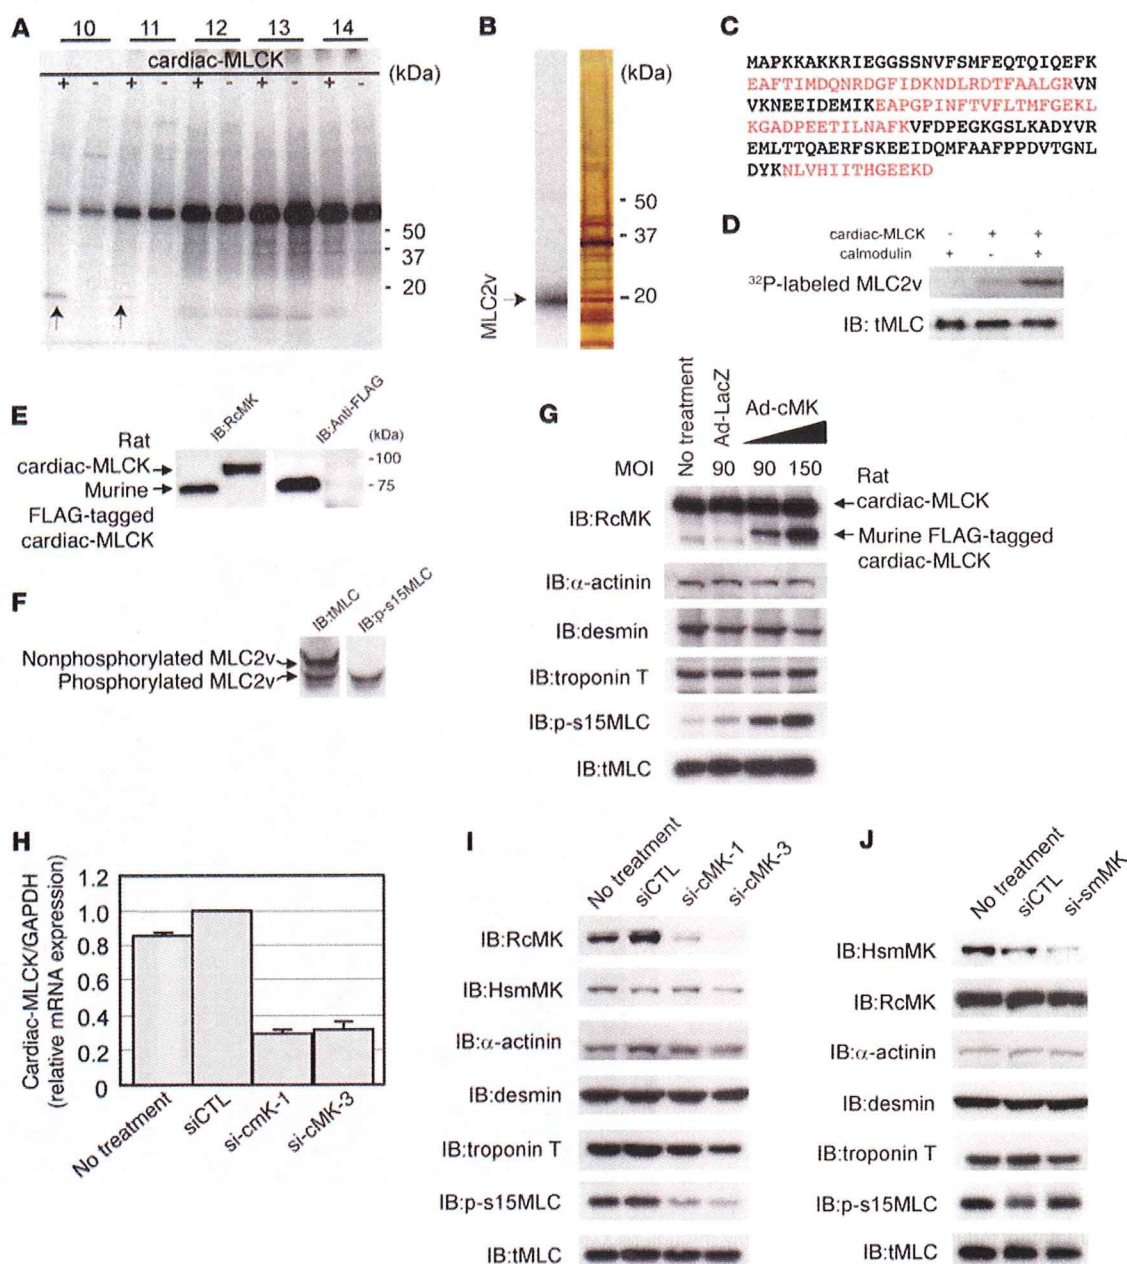 A
10 11 12 13 14
cardiac-MLCK
+ - + - + - + - + -
(kDa)
50
37
20
B
(kDa)
50
37
20
MLC2v
C
MAPKKAKKRIEGGSSNVFSMFEQTQIQEFK
EAFTIMDQNRDGFIDKNDLRDTFAALGRVN
VKNEEIDEMIKEAPGPINFTVFLTMFGEKL
KGADPEETILNAFKVFDPEGKGSLKADYVR
EMLTTQAERFSKEEIDQMFAAFPPDVTGNL
DYKNLVHIITHGEEKD
D
cardiac-MLCK - + +
calmodulin + - +
32P-labeled MLC2v
IB: tMLC
E
IB:RcMK
IB:Anti-FLAG
(kDa)
-100
-75
Rat
cardiac-MLCK
Murine
FLAG-tagged
cardiac-MLCK
F
IB:tMLC
IB:p-s15MLC
Nonphosphorylated MLC2v
Phosphorylated MLC2v
G
No treatment
Ad-LacZ
Ad-cMK
MOI 90 90 150
IB:RcMK
Rat
cardiac-MLCK
Murine FLAG-tagged
cardiac-MLCK
IB:α-actinin
IB:desmin
IB:troponin T
IB:p-s15MLC
IB:tMLC
H
Cardiac-MLCK/GAPDH
(relative mRNA expression)
1.2
1.0
0.8
0.6
0.4
0.2
0
No treatment
siCTL
si-cmK-1
si-cMK-3
I
No treatment
siCTL
si-cMK-1
si-cMK-3
IB:RcMK
IB:HsmMK
IB:α-actinin
IB:desmin
IB:troponin T
IB:p-s15MLC
IB:tMLC
J
No treatment
siCTL
si-smMK
IB:HsmMK
IB:RcMK
IB:α-actinin
IB:desmin
IB:troponin T
IB:p-s15MLC
IB:tMLC